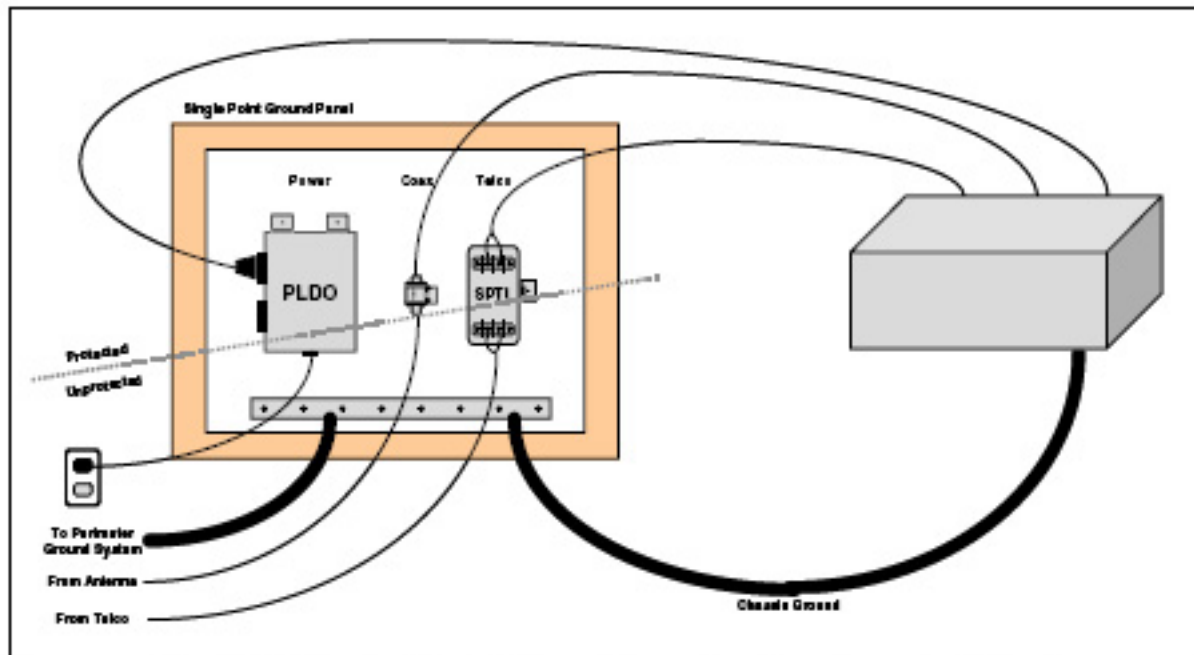 Single Point Ground Panel
Power
Coax
Telco
PLDO
SPTI
Protected
Unprotected
To Perimeter
Ground System
From Antenna
From Telco
Chassis Ground